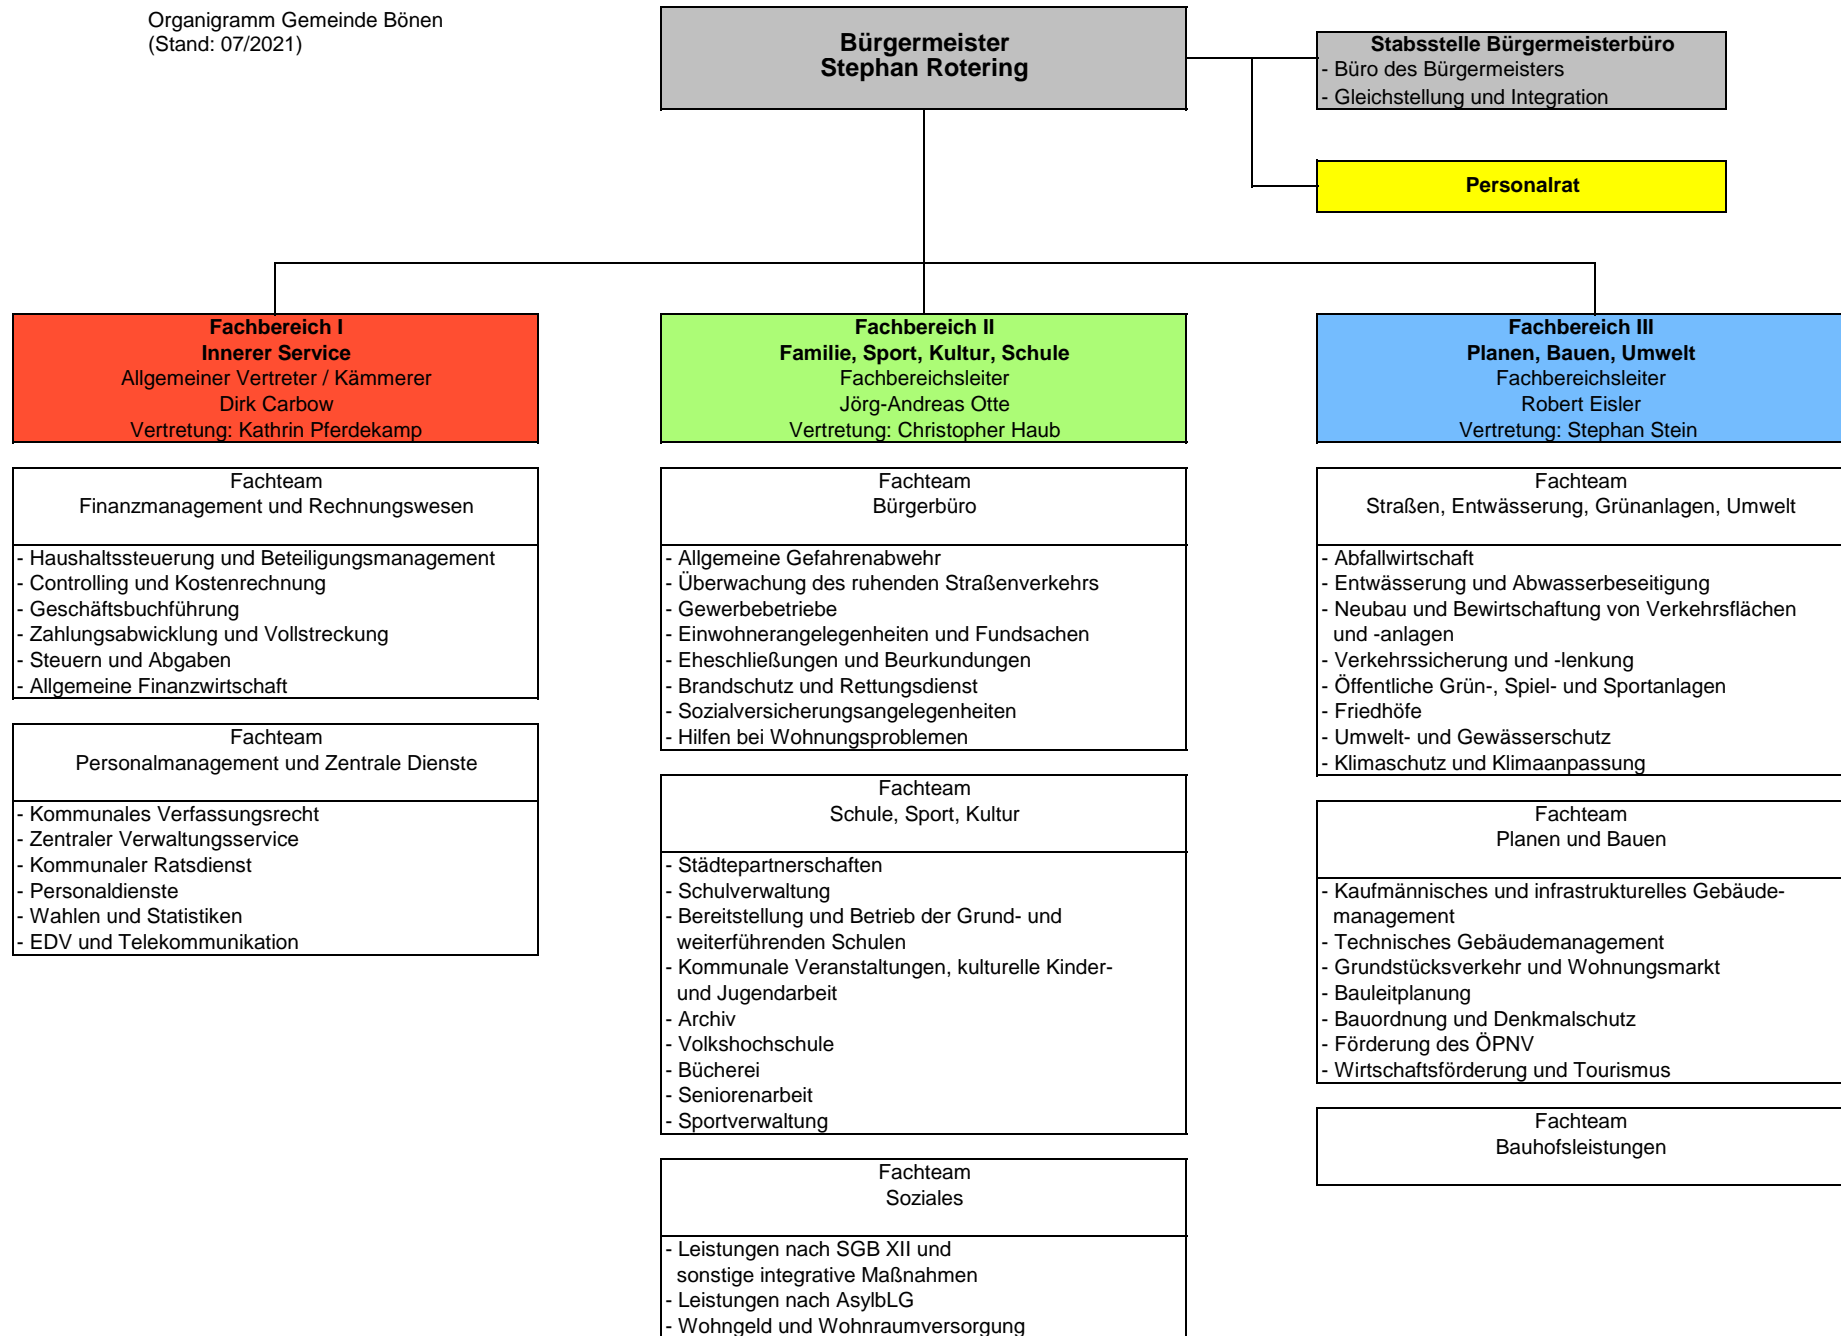 Organigramm Gemeinde Bönen
(Stand: 07/2021)
Bürgermeister
Stephan Rotering
Stabsstelle Bürgermeisterbüro
- Büro des Bürgermeisters
- Gleichstellung und Integration
Personalrat
Fachbereich I
Innerer Service
Allgemeiner Vertreter / Kämmerer
Dirk Carbow
Vertretung: Kathrin Pferdekamp
Fachteam
Finanzmanagement und Rechnungswesen
- Haushaltssteuerung und Beteiligungsmanagement
- Controlling und Kostenrechnung
- Geschäftsbuchführung
- Zahlungsabwicklung und Vollstreckung
- Steuern und Abgaben
- Allgemeine Finanzwirtschaft
Fachteam
Personalmanagement und Zentrale Dienste
- Kommunales Verfassungsrecht
- Zentraler Verwaltungsservice
- Kommunaler Ratsdienst
- Personaldienste
- Wahlen und Statistiken
- EDV und Telekommunikation
Fachbereich II
Familie, Sport, Kultur, Schule
Fachbereichsleiter
Jörg-Andreas Otte
Vertretung: Christopher Haub
Fachteam
Bürgerbüro
- Allgemeine Gefahrenabwehr
- Überwachung des ruhenden Straßenverkehrs
- Gewerbebetriebe
- Einwohnerangelegenheiten und Fundsachen
- Eheschließungen und Beurkundungen
- Brandschutz und Rettungsdienst
- Sozialversicherungsangelegenheiten
- Hilfen bei Wohnungsproblemen
Fachteam
Schule, Sport, Kultur
- Städtepartnerschaften
- Schulverwaltung
- Bereitstellung und Betrieb der Grund- und
weiterführenden Schulen
- Kommunale Veranstaltungen, kulturelle Kinder-
und Jugendarbeit
- Archiv
- Volkshochschule
- Bücherei
- Seniorenarbeit
- Sportverwaltung
Fachteam
Soziales
- Leistungen nach SGB XII und
sonstige integrative Maßnahmen
- Leistungen nach AsylbLG
- Wohngeld und Wohnraumversorgung
Fachbereich III
Planen, Bauen, Umwelt
Fachbereichsleiter
Robert Eisler
Vertretung: Stephan Stein
Fachteam
Straßen, Entwässerung, Grünanlagen, Umwelt
- Abfallwirtschaft
- Entwässerung und Abwasserbeseitigung
- Neubau und Bewirtschaftung von Verkehrsflächen
und -anlagen
- Verkehrssicherung und -lenkung
- Öffentliche Grün-, Spiel- und Sportanlagen
- Friedhöfe
- Umwelt- und Gewässerschutz
- Klimaschutz und Klimaanpassung
Fachteam
Planen und Bauen
- Kaufmännisches und infrastrukturelles Gebäude-
management
- Technisches Gebäudemanagement
- Grundstücksverkehr und Wohnungsmarkt
- Bauleitplanung
- Bauordnung und Denkmalschutz
- Förderung des ÖPNV
- Wirtschaftsförderung und Tourismus
Fachteam
Bauhofsleistungen